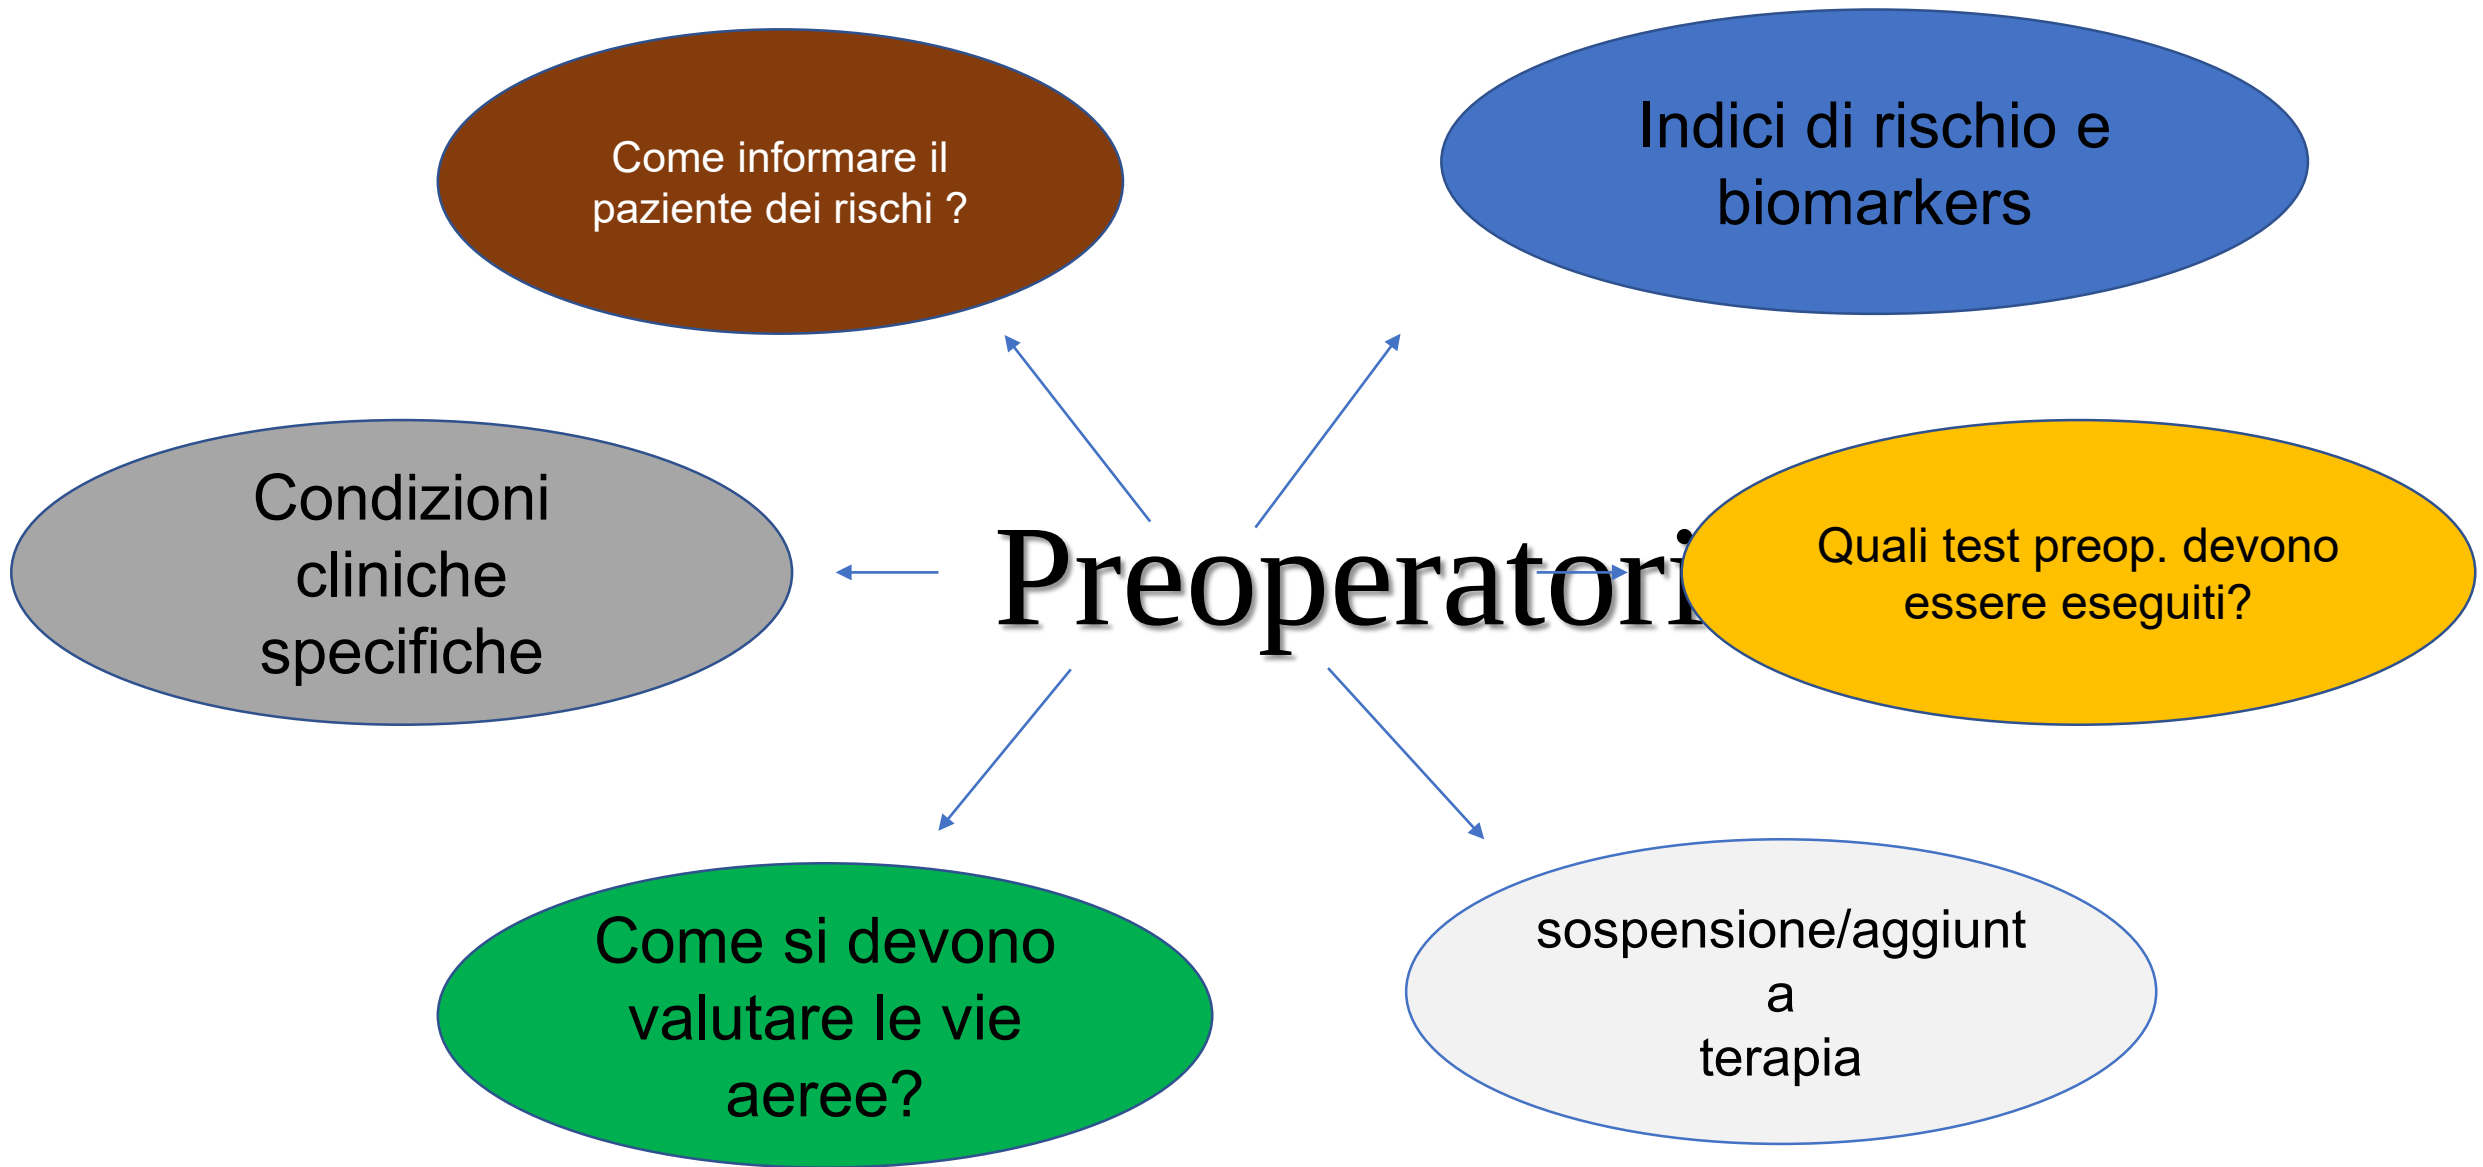 Come informare il
paziente dei rischi ?
Indici di rischio e
biomarkers
Condizioni
cliniche
specifiche
Preoperatori
Quali test preop. devono
essere eseguiti?
Come si devono
valutare le vie
aeree?
sospensione/aggiunt
a
terapia